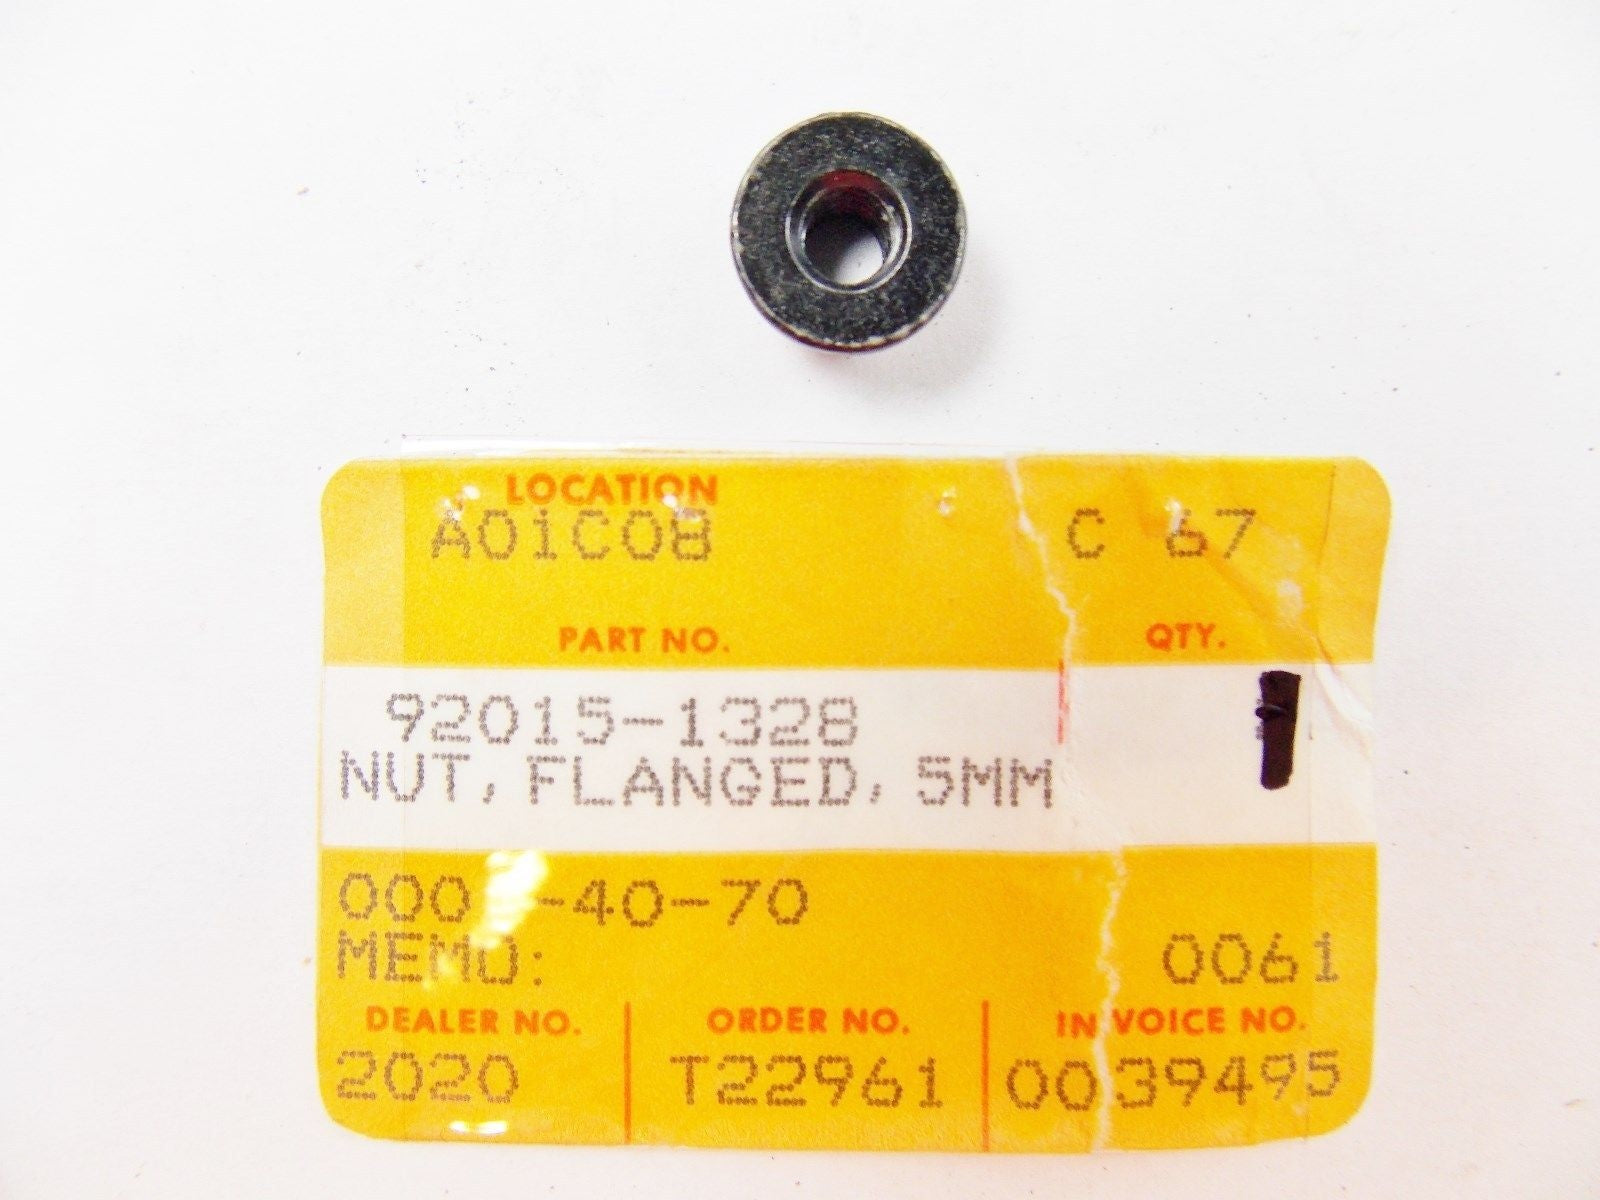 LOCATION
A01C08 C 67
PART NO. QTY.
92015-1328
NUT, FLANGED, 5MM
000 -40-70
MEMO: 0061
DEALER NO. ORDER NO. INVOICE NO.
2020 T22961 0039495